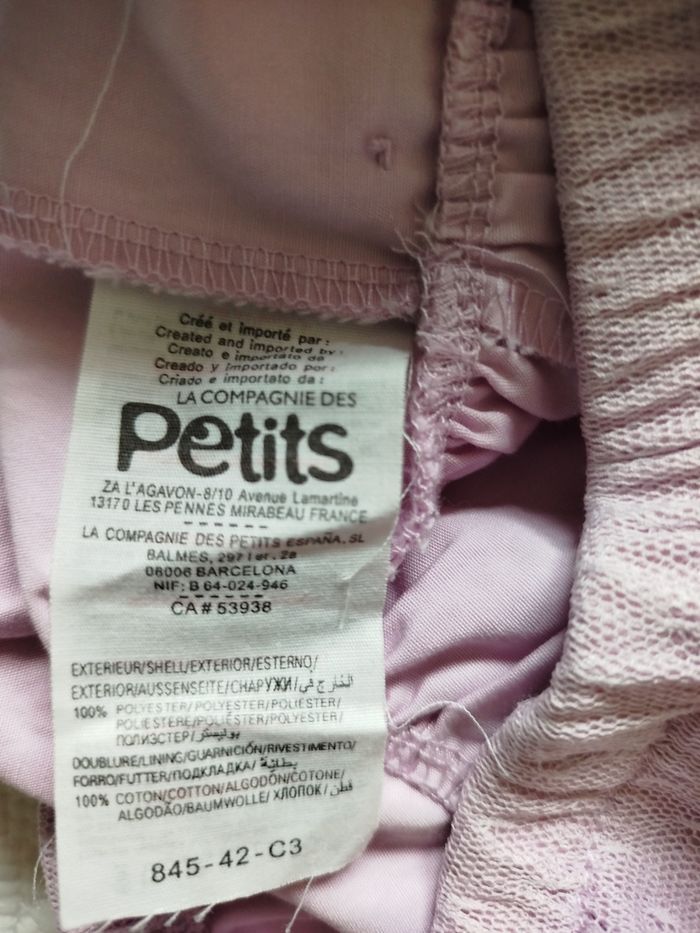 Créé et importé par :
Created and imported by :
Creato e importato da
Creado y importado por :
Criado e importato da :
LA COMPAGNIE DES
Petits
ZA L'AGAVON-8/10 Avenue Lamartine
13170 LES PENNES MIRABEAU FRANCE
LA COMPAGNIE DES PETITS ESPAÑA, SL
BALMES, 297 1er. 2a
08006 BARCELONA
NIF: B 64-024-946
CA # 53938
EXTERIEUR/SHELL/EXTERIOR/ESTERNO/
EXTERIOR/AUSSENSEITE/
100% POLYESTER/POLYESTER/POLIESTER/
POLIESTERE/POLIÉSTER/POLYESTER/
ПОЛИЭСТЕР/بوليستر
DOUBLURE/LINING/GUARNICIÓN/RIVESTIMENTO/
FORRO/FUTTER/ПОДКЛАДКА/بطانة
100% COTON/COTTON/ALGODÓN/COTONE/
ALGODÃO/BAUMWOLLE/ХЛОПОК/قطن
845-42-C3